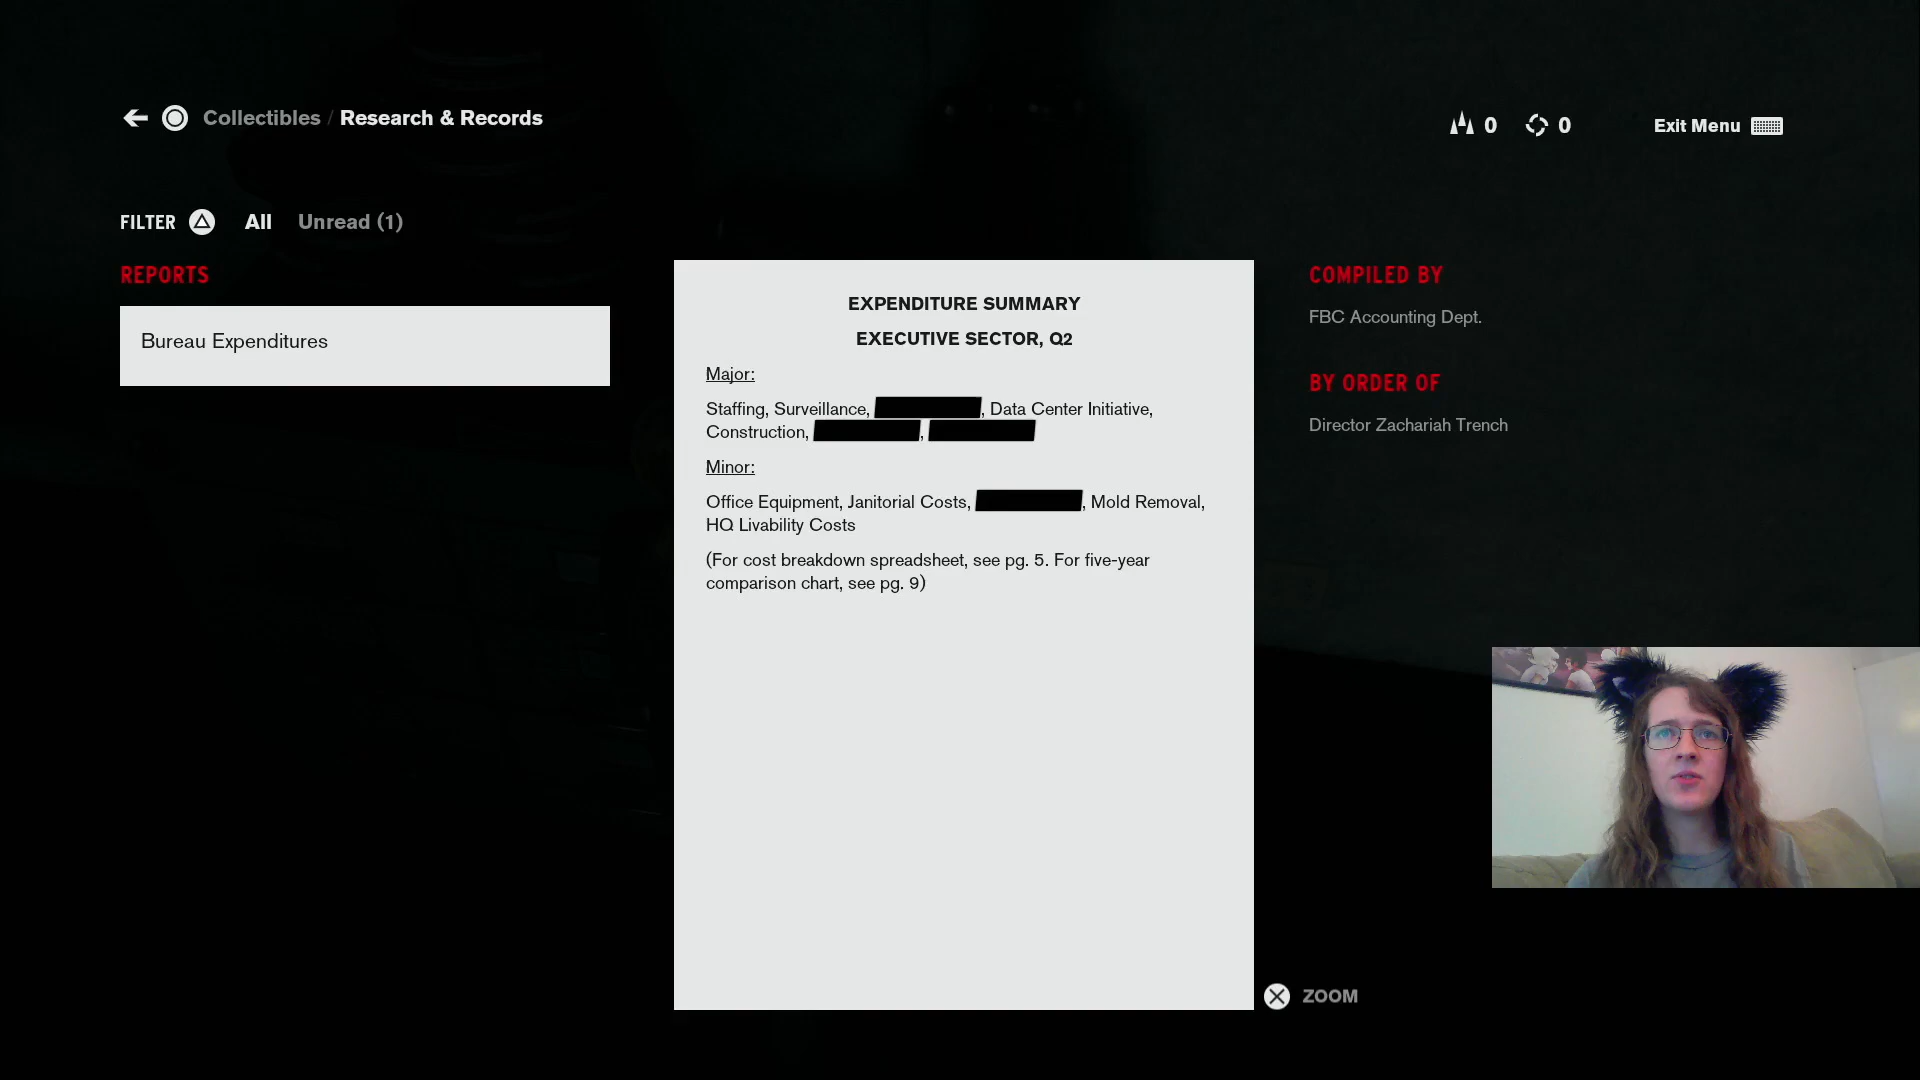 Collectibles / Research & Records
0 0 Exit Menu
FILTER All Unread (1)
REPORTS
Bureau Expenditures
EXPENDITURE SUMMARY
EXECUTIVE SECTOR, Q2
Major:
Staffing, Surveillance, , Data Center Initiative,
Construction, ,
Minor:
Office Equipment, Janitorial Costs, , Mold Removal,
HQ Livability Costs
(For cost breakdown spreadsheet, see pg. 5. For five-year
comparison chart, see pg. 9)
COMPILED BY
FBC Accounting Dept.
BY ORDER OF
Director Zachariah Trench
ZOOM